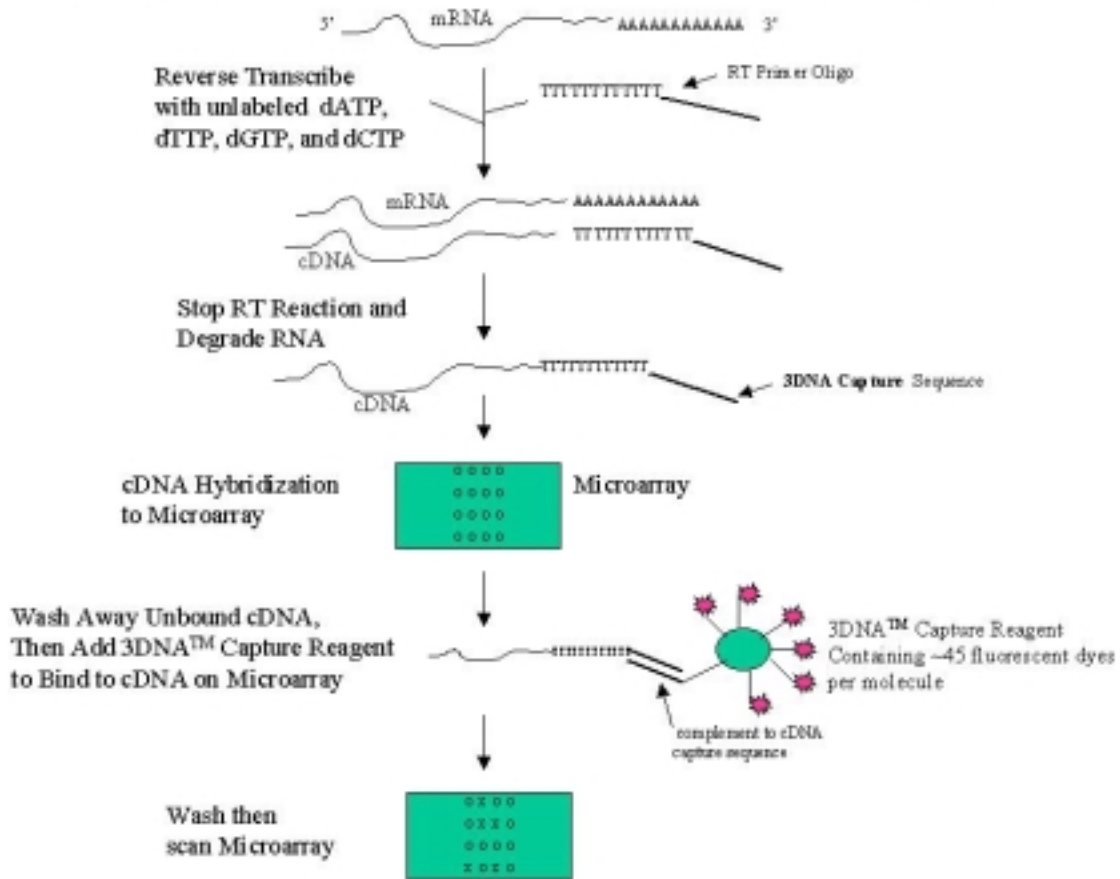 5' mRNA AAAAAAAAAAAA 3'
Reverse Transcribe
with unlabeled dATP,
dTTP, dGTP, and dCTP
RT Primer Oligo
TTTTTTTTTTTT
mRNA AAAAAAAAAAAA
cDNA TTTTTTTTTTTT
Stop RT Reaction and
Degrade RNA
TTTTTTTTTTTT
cDNA
3DNA Capture Sequence
cDNA Hybridization
to Microarray
o o o o
o o o o
o o o o
o o o o
Microarray
Wash Away Unbound cDNA,
Then Add 3DNA™ Capture Reagent
to Bind to cDNA on Microarray
3DNA™ Capture Reagent
Containing ~45 fluorescent dyes
per molecule
complement to cDNA
capture sequence
Wash then
scan Microarray
o x o o
o x x o
o o o o
x o x o